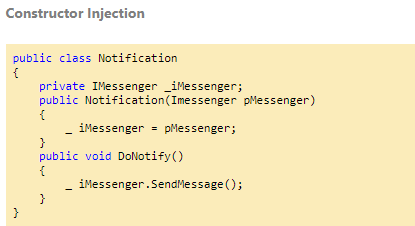 Constructor Injection
public class Notification
{
    private IMessenger _iMessenger;
    public Notification(Imessenger pMessenger)
    {
        _ iMessenger = pMessenger;
    }
    public void DoNotify()
    {
        _ iMessenger.SendMessage();
    }
}